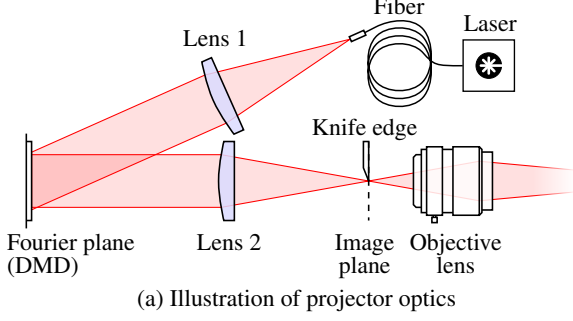 Fiber
Laser
Lens 1
Knife edge
Fourier plane
(DMD)
Lens 2
Image
plane
Objective
lens
(a) Illustration of projector optics